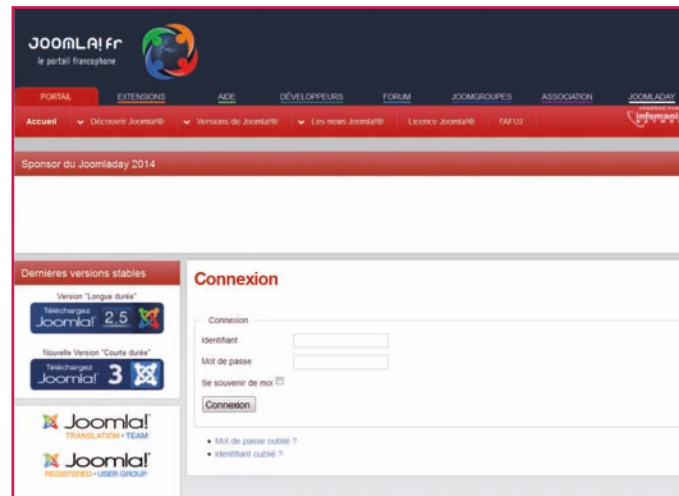 JOOMLA! Fr
le portail francophone
PORTAIL EXTENSIONS AIDE DÉVELOPPEURS FORUM JOOMGROUPES ASSOCIATION JOOMLADAY
Accueil Découvrir Joomla!® Versions de Joomla!® Les news Joomla!® Licence Joomla!® l'AFUJ
Sponsor du Joomladay 2014
Dernières versions stables
Version "Longue durée"
Téléchargez
Joomla! 2.5
Nouvelle Version "Courte durée"
Téléchargez
Joomla! 3
Joomla!
TRANSLATION • TEAM
Joomla!
REGISTERED • USER GROUP
Connexion
Connexion
Identifiant
Mot de passe
Se souvenir de moi
Connexion
Mot de passe oublié ?
Identifiant oublié ?